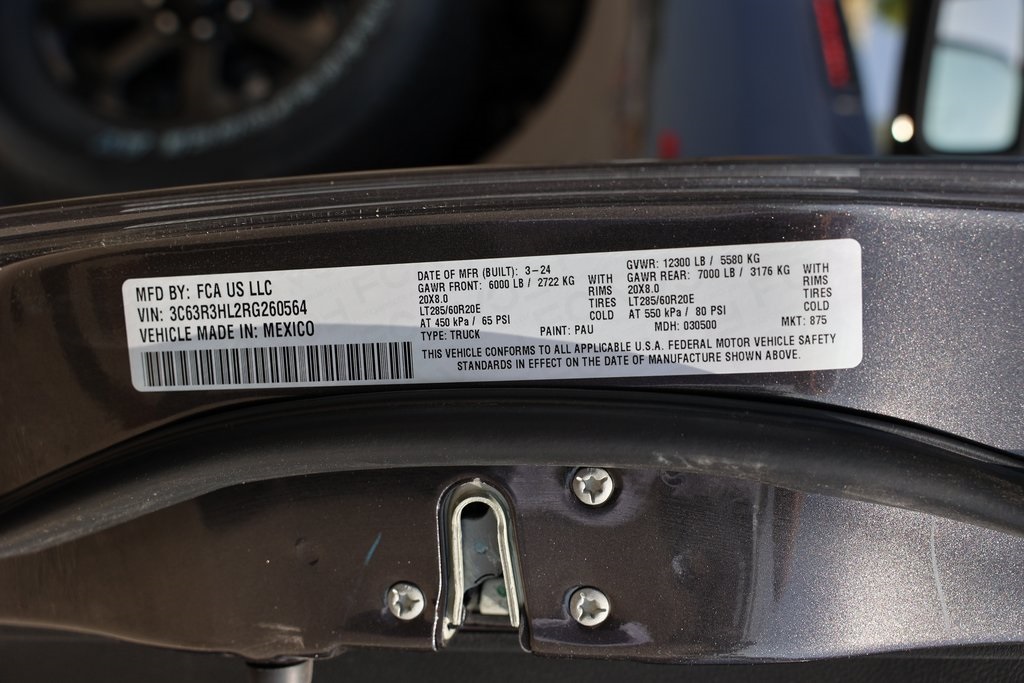 MFD BY: FCA US LLC
VIN: 3C63R3HL2RG260564
VEHICLE MADE IN: MEXICO
DATE OF MFR (BUILT): 3-24
GAWR FRONT: 6000 LB / 2722 KG WITH
20X8.0 RIMS
LT285/60R20E TIRES
AT 450 kPa / 65 PSI COLD
TYPE: TRUCK PAINT: PAU
GVWR: 12300 LB / 5580 KG
GAWR REAR: 7000 LB / 3176 KG WITH
20X8.0 RIMS
LT285/60R20E TIRES
AT 550 kPa / 80 PSI COLD
MDH: 030500 MKT: 875
THIS VEHICLE CONFORMS TO ALL APPLICABLE U.S.A. FEDERAL MOTOR VEHICLE SAFETY
STANDARDS IN EFFECT ON THE DATE OF MANUFACTURE SHOWN ABOVE.